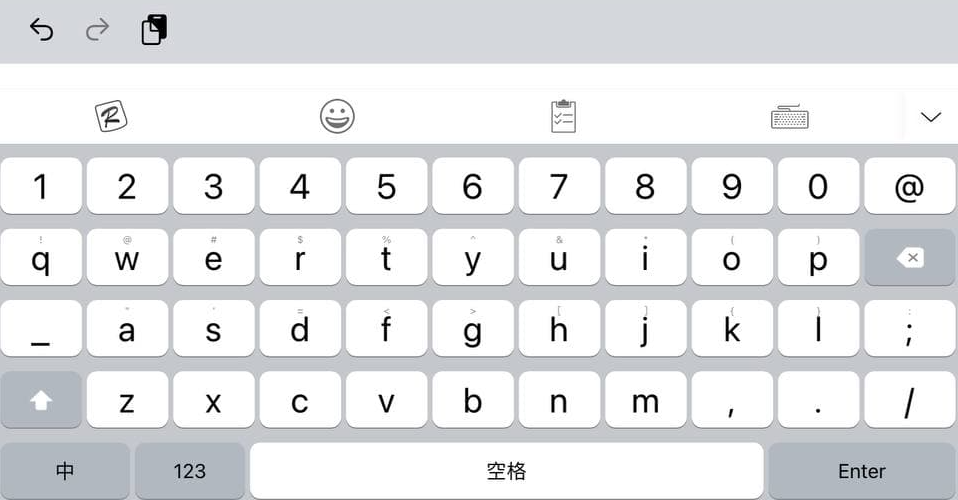 R
1 2 3 4 5 6 7 8 9 0 @
! @ # $ % ^ & * ( )
q w e r t y u i o p
= < > [ ] { }
_ a s d f g h j k l ;
z x c v b n m , . /
中 123 空格 Enter